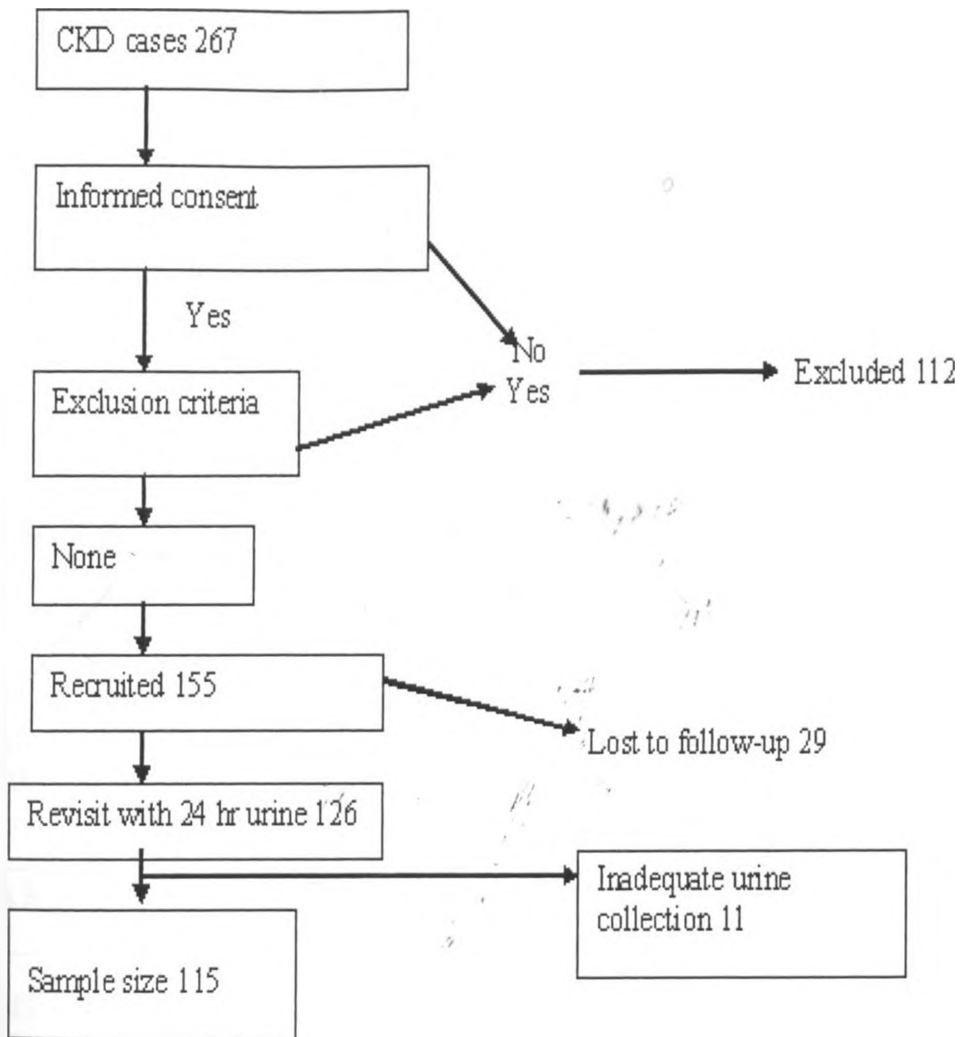 CKD cases 267
Informed consent
Yes
No
Yes
Excluded 112
Exclusion criteria
None
Recruited 155
Lost to follow-up 29
Revisit with 24 hr urine 126
Inadequate urine
collection 11
Sample size 115